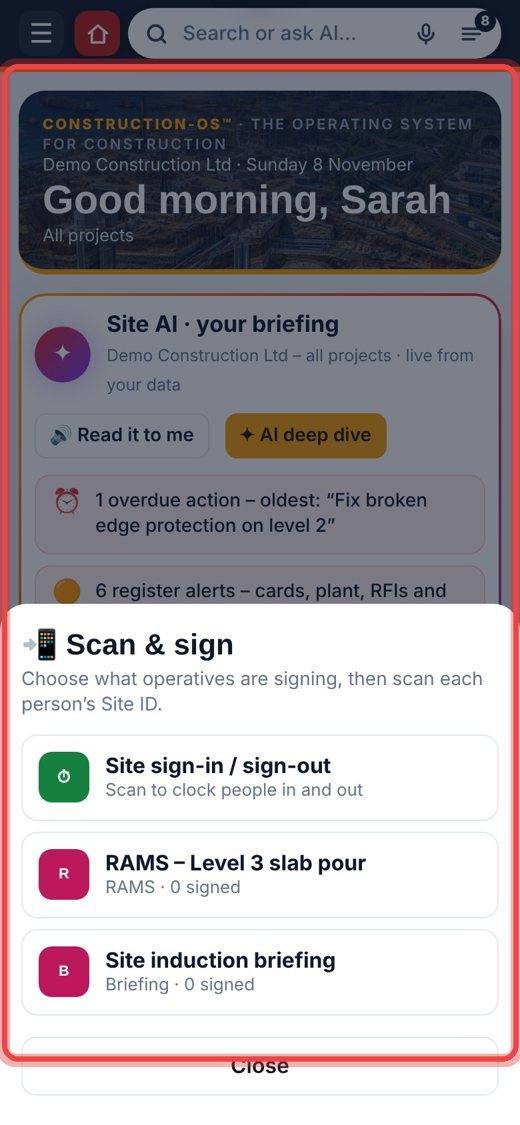 Search or ask AI...
8
CONSTRUCTION-OS™ · THE OPERATING SYSTEM
FOR CONSTRUCTION
Demo Construction Ltd · Sunday 8 November
Good morning, Sarah
All projects
Site AI · your briefing
Demo Construction Ltd – all projects · live from
your data
Read it to me
AI deep dive
1 overdue action – oldest: “Fix broken
edge protection on level 2”
6 register alerts – cards, plant, RFIs and
Scan & sign
Choose what operatives are signing, then scan each
person’s Site ID.
Site sign-in / sign-out
Scan to clock people in and out
R
RAMS – Level 3 slab pour
RAMS · 0 signed
B
Site induction briefing
Briefing · 0 signed
Close